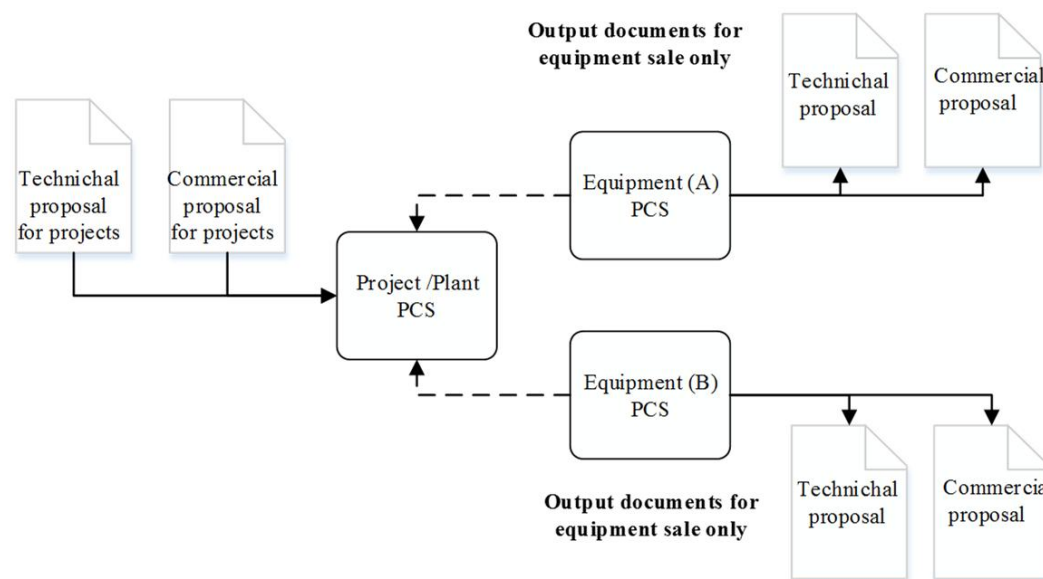 Output documents for
equipment sale only
Technichal
proposal
Commercial
proposal
Technichal
proposal
for projects
Commercial
proposal
for projects
Equipment (A)
PCS
Project /Plant
PCS
Equipment (B)
PCS
Output documents for
equipment sale only
Technichal
proposal
Commercia
proposal